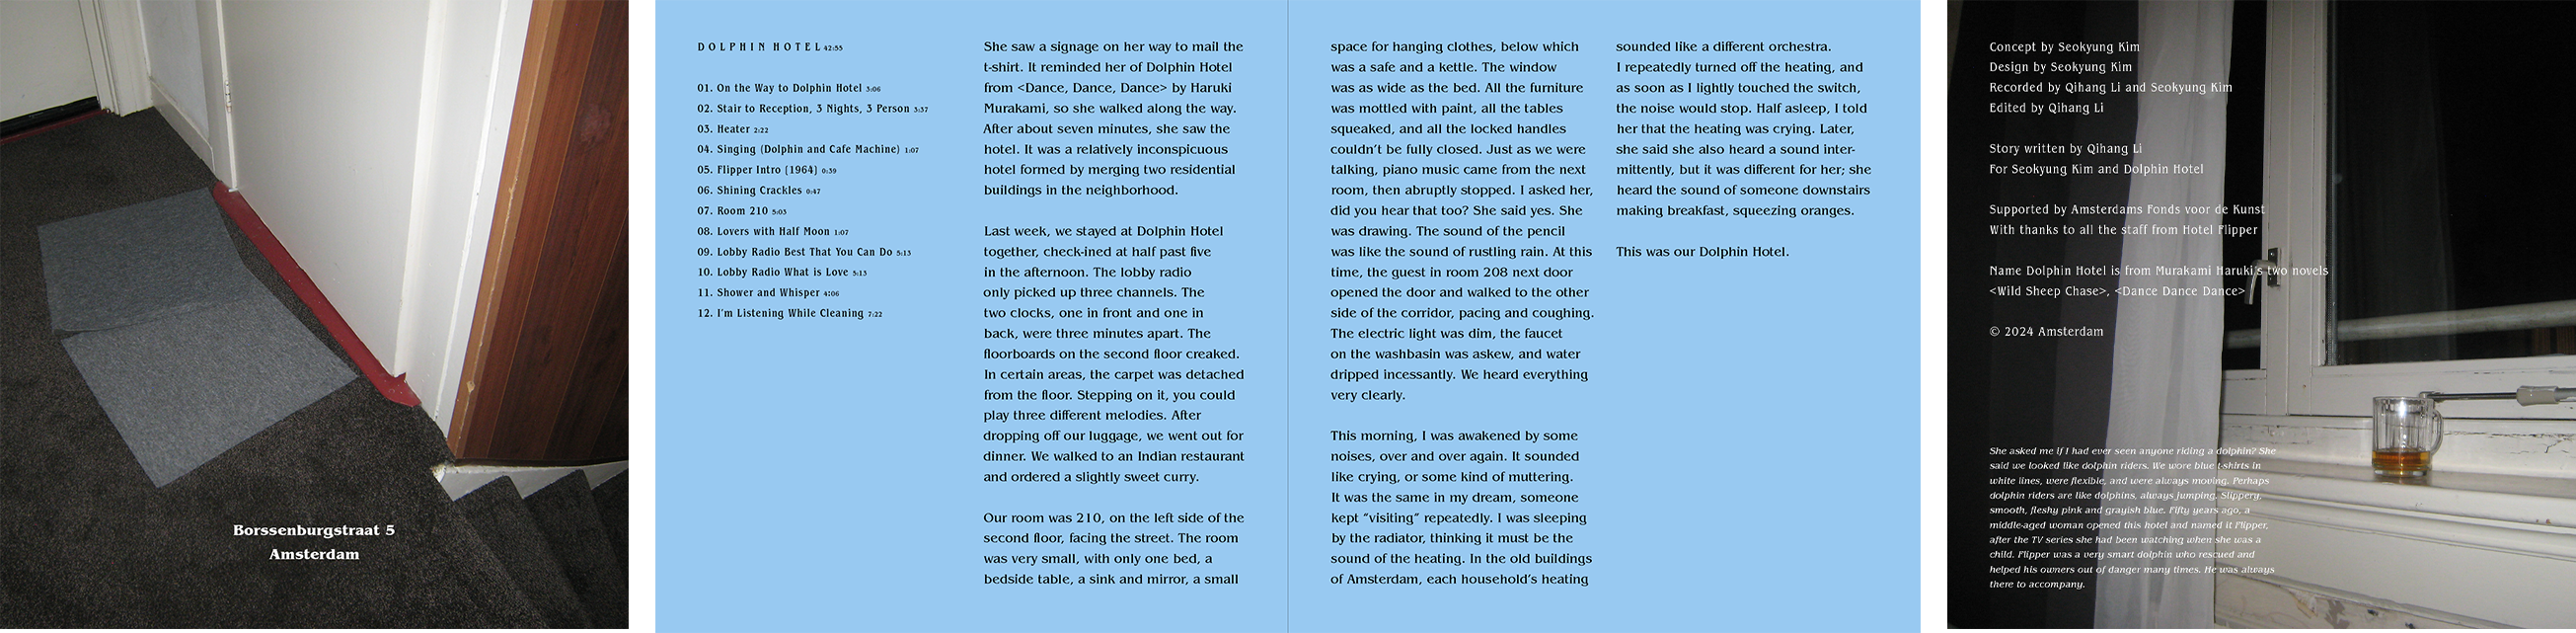 Borssenburgstraat 5
Amsterdam
DOLPHIN HOTEL 42:55
01. On the Way to Dolphin Hotel 3:06
02. Stair to Reception, 3 Nights, 3 Person 5:37
03. Heater 2:22
04. Singing (Dolphin and Cafe Machine) 1:07
05. Flipper Intro (1964) 0:39
06. Shining Crackles 0:47
07. Room 210 5:03
08. Lovers with Half Moon 1:07
09. Lobby Radio Best That You Can Do 5:13
10. Lobby Radio What is Love 5:13
11. Shower and Whisper 4:06
12. I'm Listening While Cleaning 7:22
She saw a signage on her way to mail the
t-shirt. It reminded her of Dolphin Hotel
from <Dance, Dance, Dance> by Haruki
Murakami, so she walked along the way.
After about seven minutes, she saw the
hotel. It was a relatively inconspicuous
hotel formed by merging two residential
buildings in the neighborhood.
Last week, we stayed at Dolphin Hotel
together, check-ined at half past five
in the afternoon. The lobby radio
only picked up three channels. The
two clocks, one in front and one in
back, were three minutes apart. The
floorboards on the second floor creaked.
In certain areas, the carpet was detached
from the floor. Stepping on it, you could
play three different melodies. After
dropping off our luggage, we went out for
dinner. We walked to an Indian restaurant
and ordered a slightly sweet curry.
Our room was 210, on the left side of the
second floor, facing the street. The room
was very small, with only one bed, a
bedside table, a sink and mirror, a small
space for hanging clothes, below which
was a safe and a kettle. The window
was as wide as the bed. All the furniture
was mottled with paint, all the tables
squeaked, and all the locked handles
couldn't be fully closed. Just as we were
talking, piano music came from the next
room, then abruptly stopped. I asked her,
did you hear that too? She said yes. She
was drawing. The sound of the pencil
was like the sound of rustling rain. At this
time, the guest in room 208 next door
opened the door and walked to the other
side of the corridor, pacing and coughing.
The electric light was dim, the faucet
on the washbasin was askew, and water
dripped incessantly. We heard everything
very clearly.
This morning, I was awakened by some
noises, over and over again. It sounded
like crying, or some kind of muttering.
It was the same in my dream, someone
kept “visiting” repeatedly. I was sleeping
by the radiator, thinking it must be the
sound of the heating. In the old buildings
of Amsterdam, each household's heating
sounded like a different orchestra.
I repeatedly turned off the heating, and
as soon as I lightly touched the switch,
the noise would stop. Half asleep, I told
her that the heating was crying. Later,
she said she also heard a sound inter-
mittently, but it was different for her; she
heard the sound of someone downstairs
making breakfast, squeezing oranges.
This was our Dolphin Hotel.
Concept by Seokyung Kim
Design by Seokyung Kim
Recorded by Qihang Li and Seokyung Kim
Edited by Qihang Li
Story written by Qihang Li
For Seokyung Kim and Dolphin Hotel
Supported by Amsterdams Fonds voor de Kunst
With thanks to all the staff from Hotel Flipper
Name Dolphin Hotel is from Murakami Haruki's two novels
<Wild Sheep Chase>, <Dance Dance Dance>
© 2024 Amsterdam
She asked me if I had ever seen anyone riding a dolphin? She
said we looked like dolphin riders. We wore blue t-shirts in
white lines, were flexible, and were always moving. Perhaps
dolphin riders are like dolphins, always jumping. Slippery,
smooth, fleshy pink and grayish blue. Fifty years ago, a
middle-aged woman opened this hotel and named it Flipper,
after the TV series she had been watching when she was a
child. Flipper was a very smart dolphin who rescued and
helped his owners out of danger many times. He was always
there to accompany.